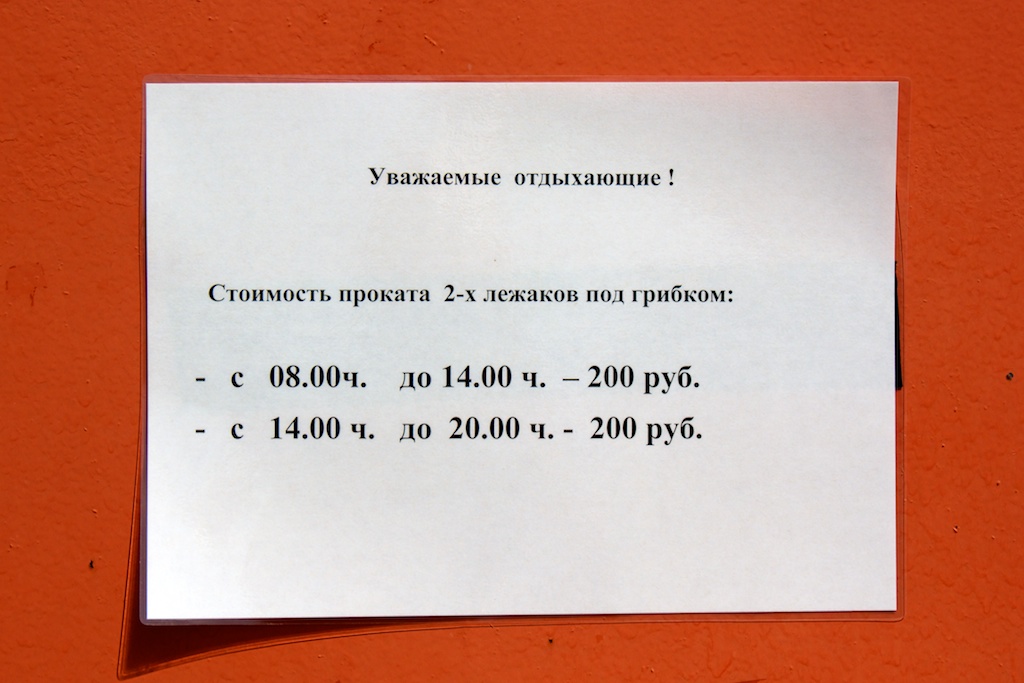 Уважаемые отдыхающие !
Стоимость проката 2-х лежаков под грибком:
- с 08.00ч. до 14.00 ч. – 200 руб.
- с 14.00 ч. до 20.00 ч. - 200 руб.